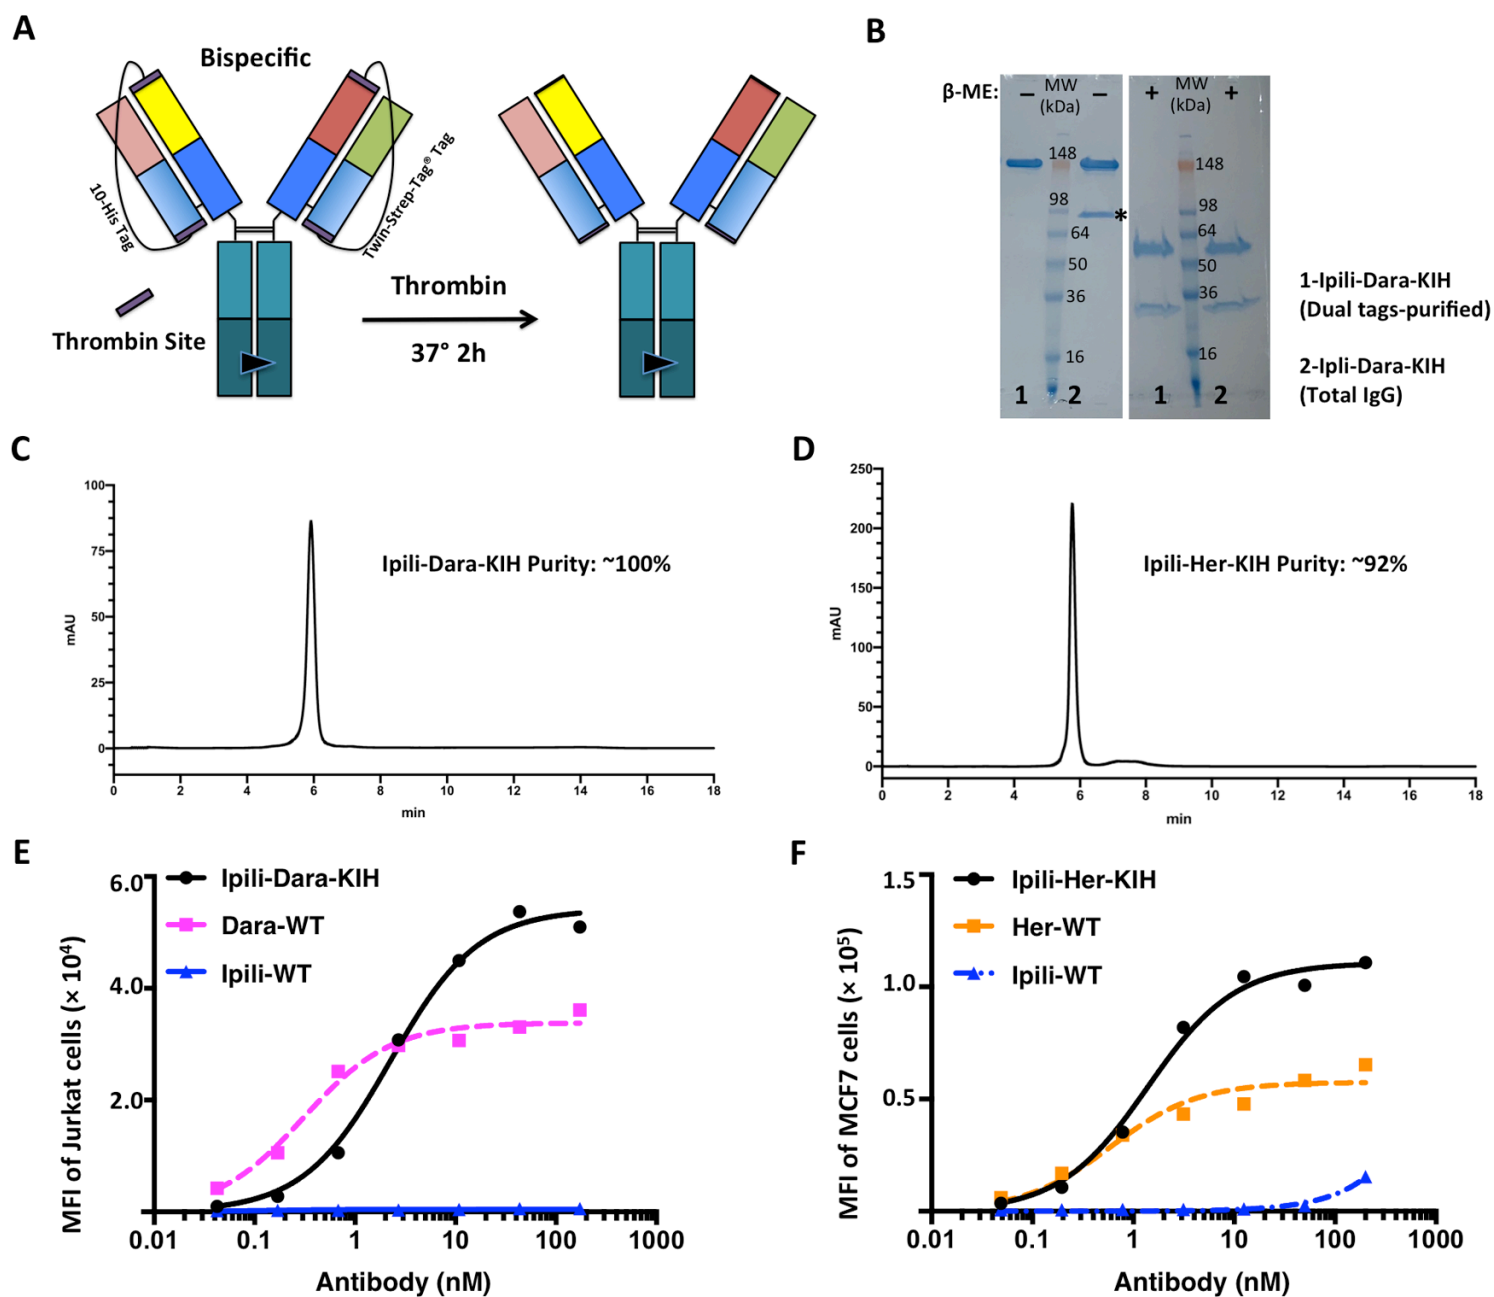 A
Bispecific
10-His Tag
Twin-Strep-Tag® Tag
Thrombin Site
Thrombin
37° 2h
B
β-ME: − MW (kDa) − + MW (kDa) +
148
98
64
50
36
16
*
1 2
148
98
64
50
36
16
1 2
1-Ipili-Dara-KIH
(Dual tags-purified)
2-Ipli-Dara-KIH
(Total IgG)
C
100
75
50
25
0
mAU
Ipili-Dara-KIH Purity: ~100%
0 2 4 6 8 10 12 14 16 18
min
D
250
200
150
100
50
0
mAU
Ipili-Her-KIH Purity: ~92%
0 2 4 6 8 10 12 14 16 18
min
E
Ipili-Dara-KIH
Dara-WT
Ipili-WT
6.0
4.0
2.0
MFI of Jurkat cells (× 10⁴)
0.01 0.1 1 10 100 1000
Antibody (nM)
F
Ipili-Her-KIH
Her-WT
Ipili-WT
1.5
1.0
0.5
MFI of MCF7 cells (× 10⁵)
0.01 0.1 1 10 100 1000
Antibody (nM)